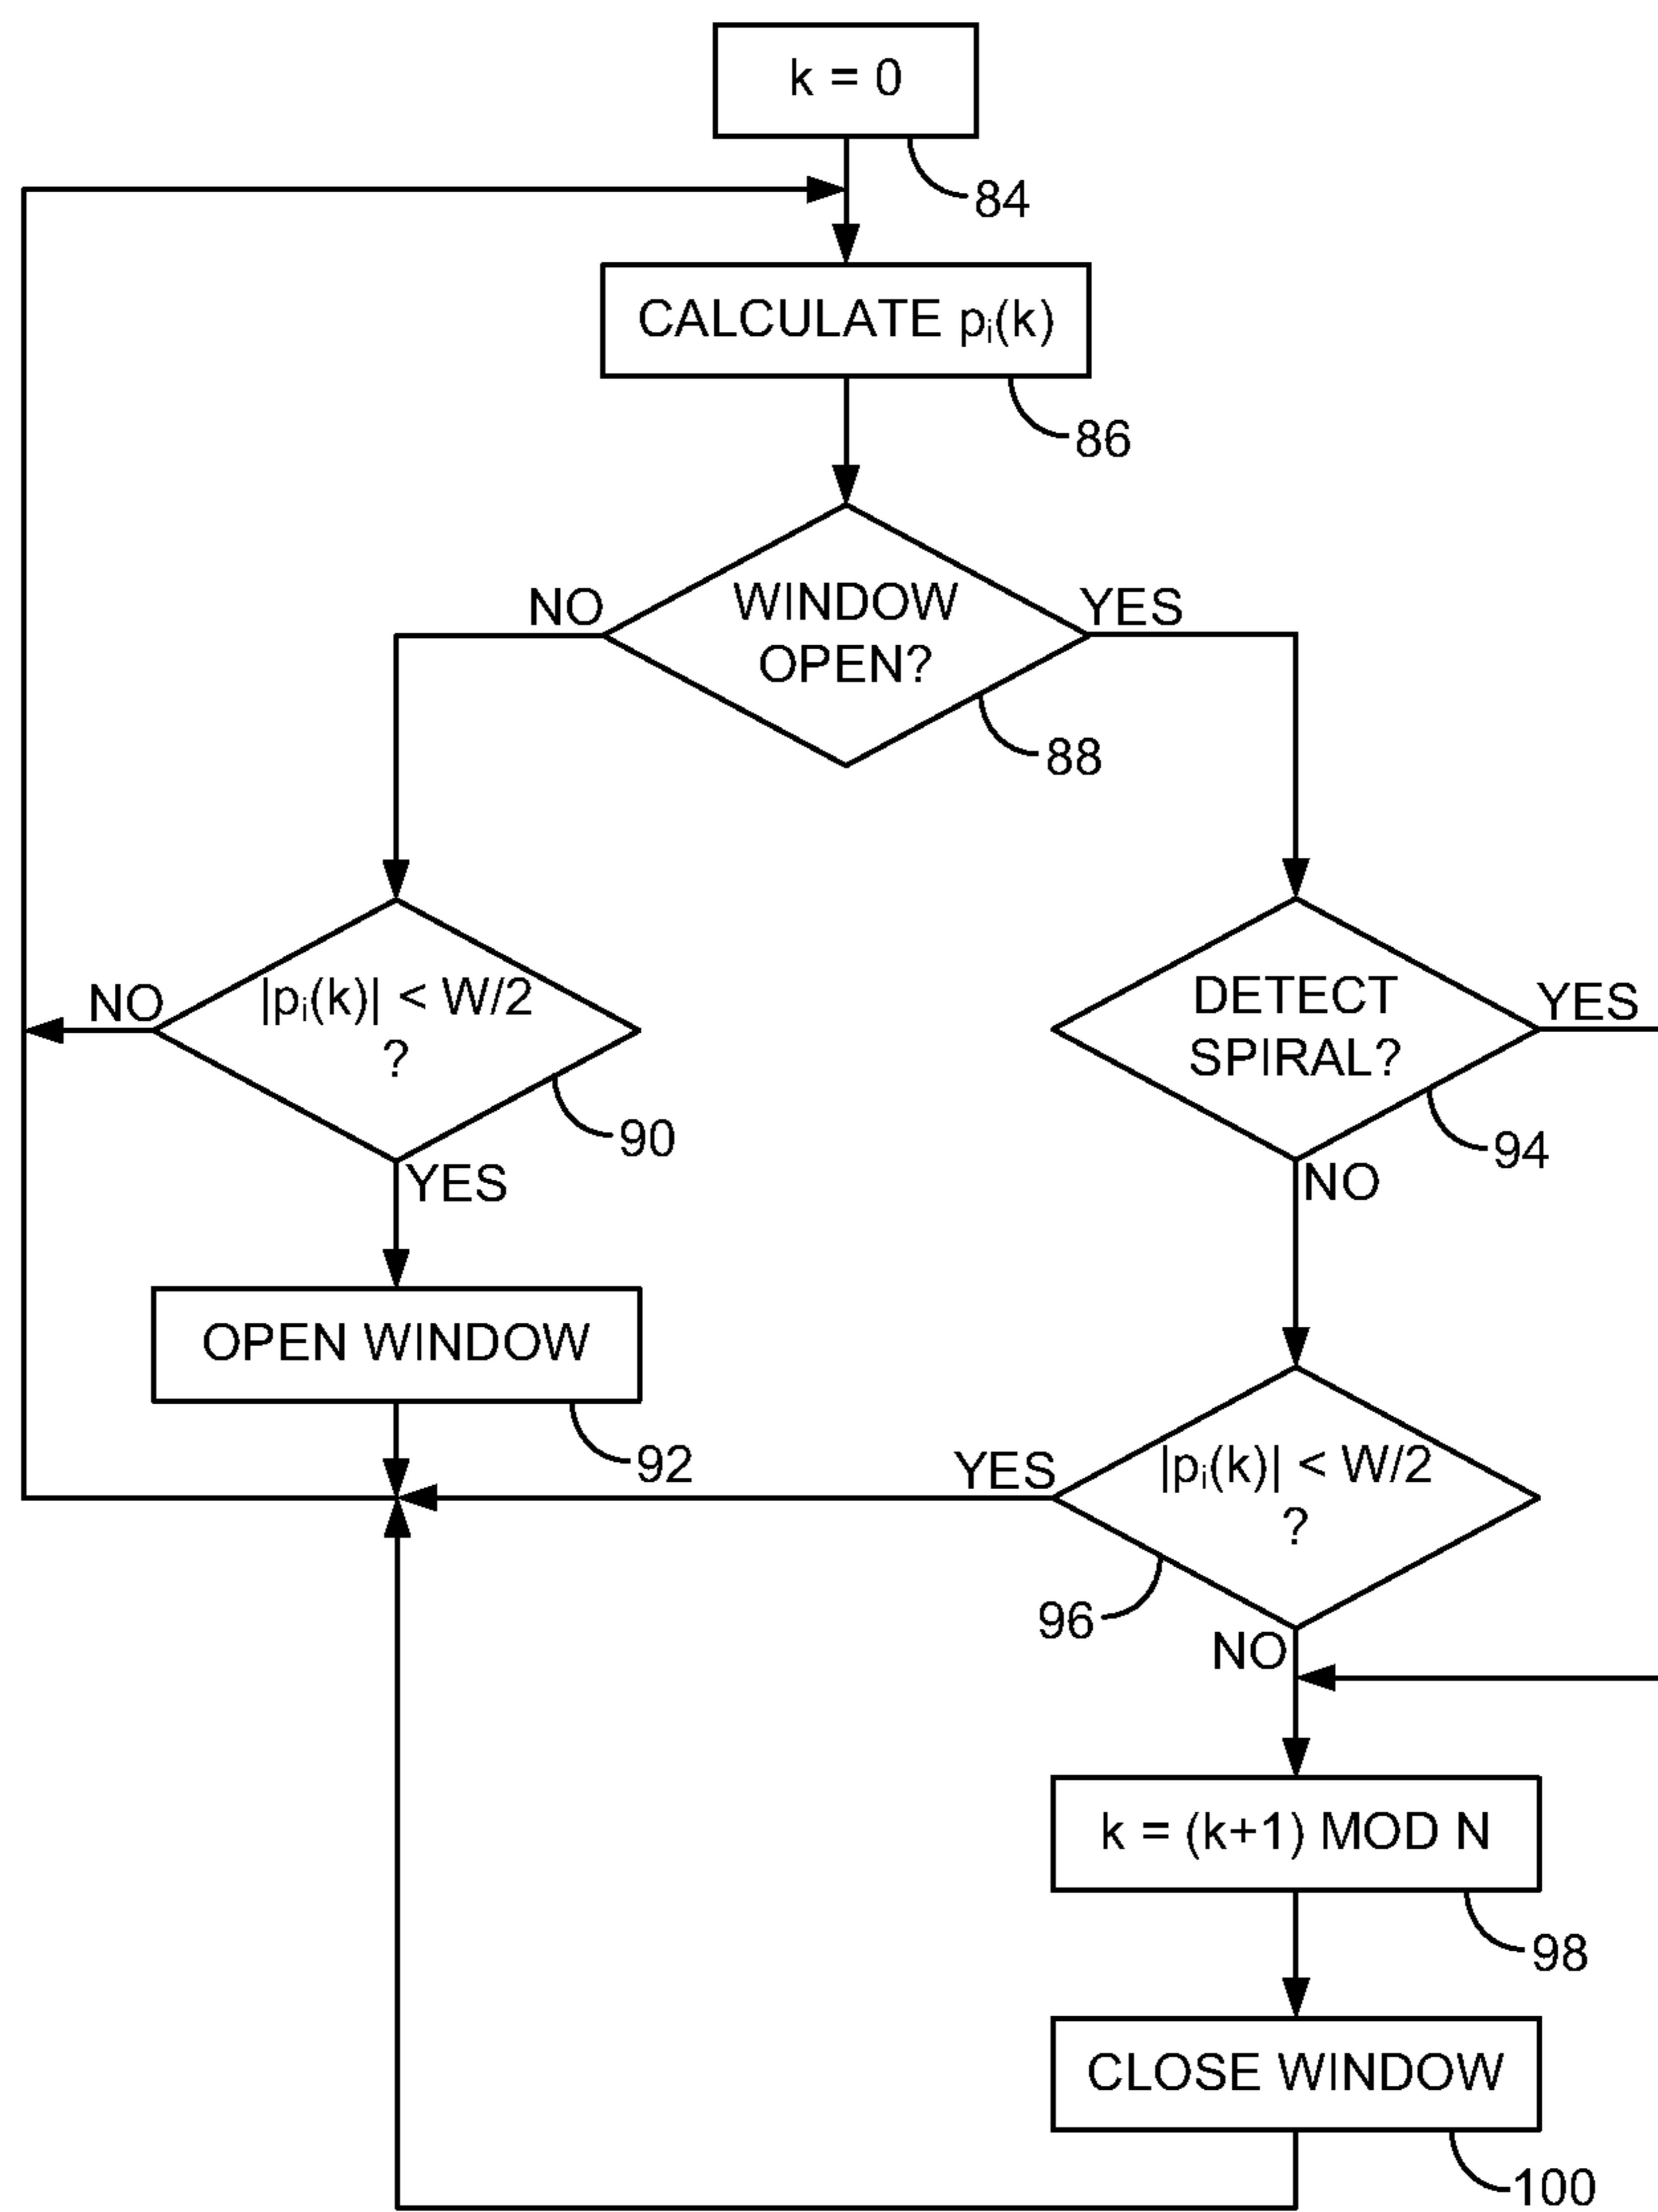 k = 0
84
CALCULATE pᵢ(k)
86
WINDOW
OPEN?
NO
YES
88
|pᵢ(k)| < W/2
?
NO
90
YES
DETECT
SPIRAL?
YES
94
NO
OPEN WINDOW
92
|pᵢ(k)| < W/2
?
YES
96
NO
k = (k+1) MOD N
98
CLOSE WINDOW
100